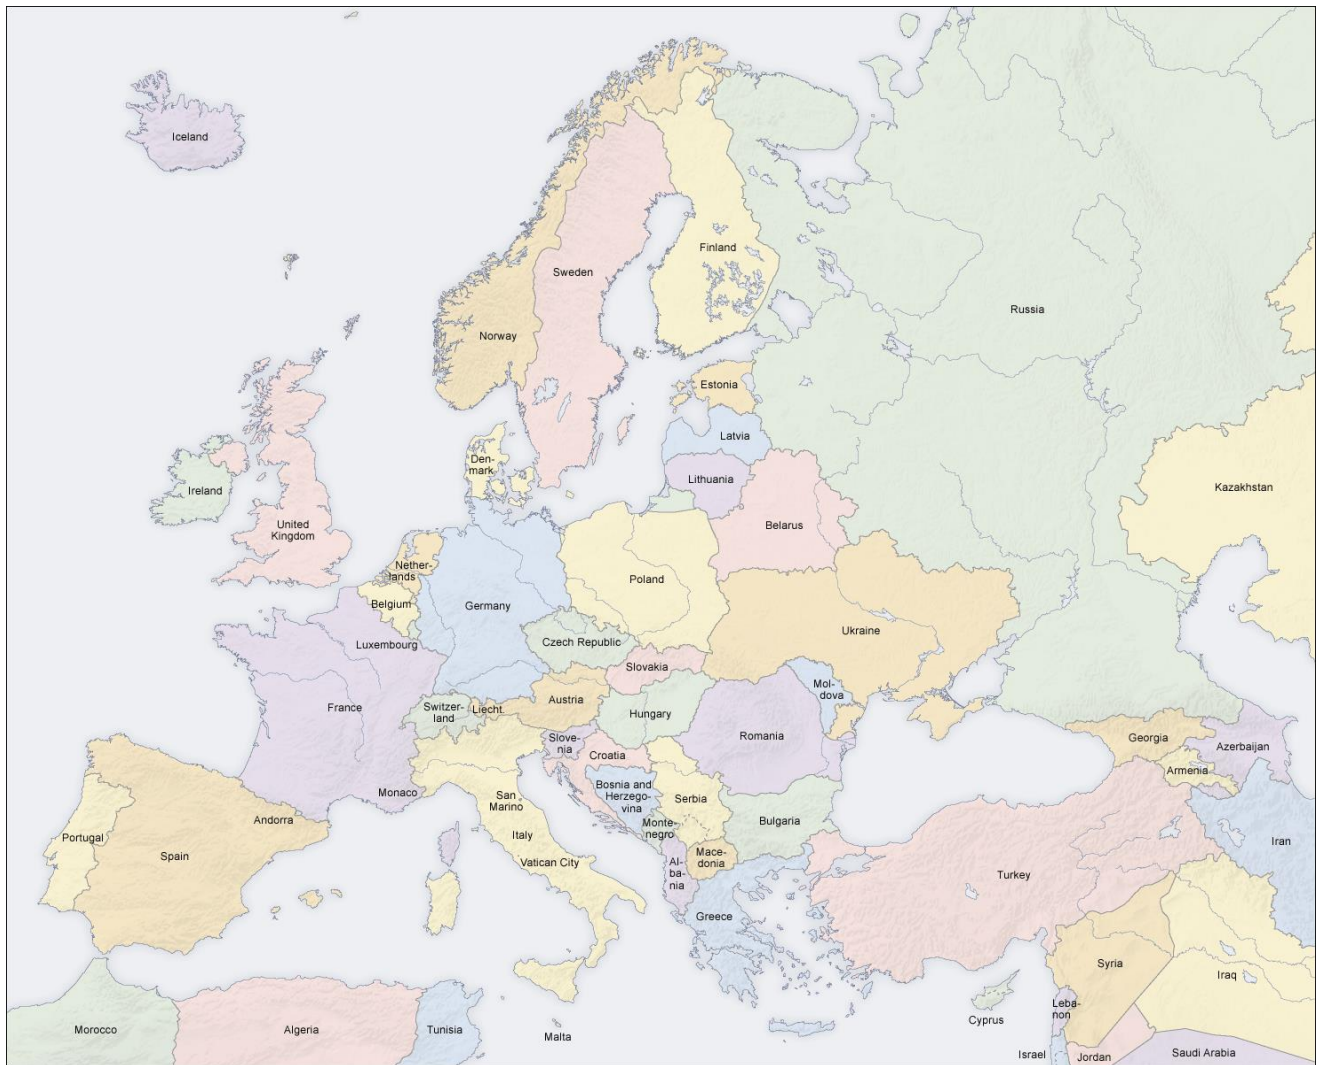 Iceland
Finland
Sweden
Russia
Norway
Estonia
Latvia
Lithuania
Den-
mark
Ireland
Kazakhstan
United
Kingdom
Belarus
Nether-
lands
Poland
Belgium
Germany
Ukraine
Luxembourg
Czech Republic
Slovakia
Mol-
dova
Austria
France
Switzer-
land
Liecht.
Hungary
Romania
Slove-
nia
Croatia
Georgia
Azerbaijan
Armenia
Bosnia and
Herzego-
vina
Monaco
San
Marino
Serbia
Andorra
Bulgaria
Monte-
negro
Portugal
Italy
Iran
Spain
Vatican City
Mace-
donia
Al-
ba-
nia
Turkey
Greece
Syria
Iraq
Leba-
non
Cyprus
Morocco
Algeria
Tunisia
Malta
Israel
Jordan
Saudi Arabia